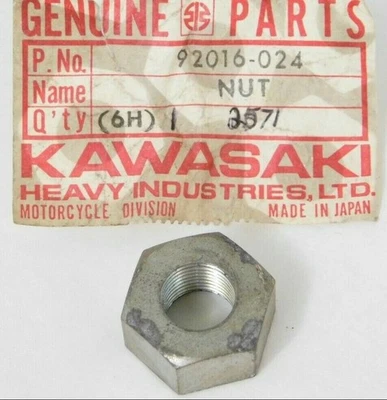 GENUINE PARTS
P.No. 92016-024
Name NUT
Q'ty (6H) 1 2571
KAWASAKI
HEAVY INDUSTRIES, LTD.
MOTORCYCLE DIVISION MADE IN JAPAN